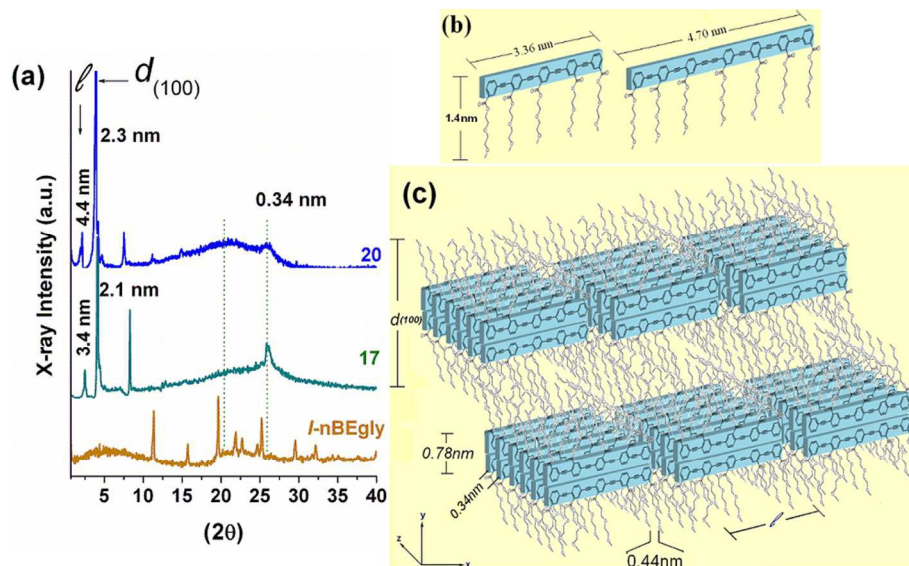 (a)
ℓ
d(100)
2.3 nm
4.4 nm
0.34 nm
20
2.1 nm
3.4 nm
17
l-nBEgly
X-ray Intensity (a.u.)
5 10 15 20 25 30 35 40
(2θ)
(b)
3.36 nm
4.70 nm
1.4nm
(c)
d(100)
0.78nm
0.34nm
ℓ
0.44nm
y
z
x